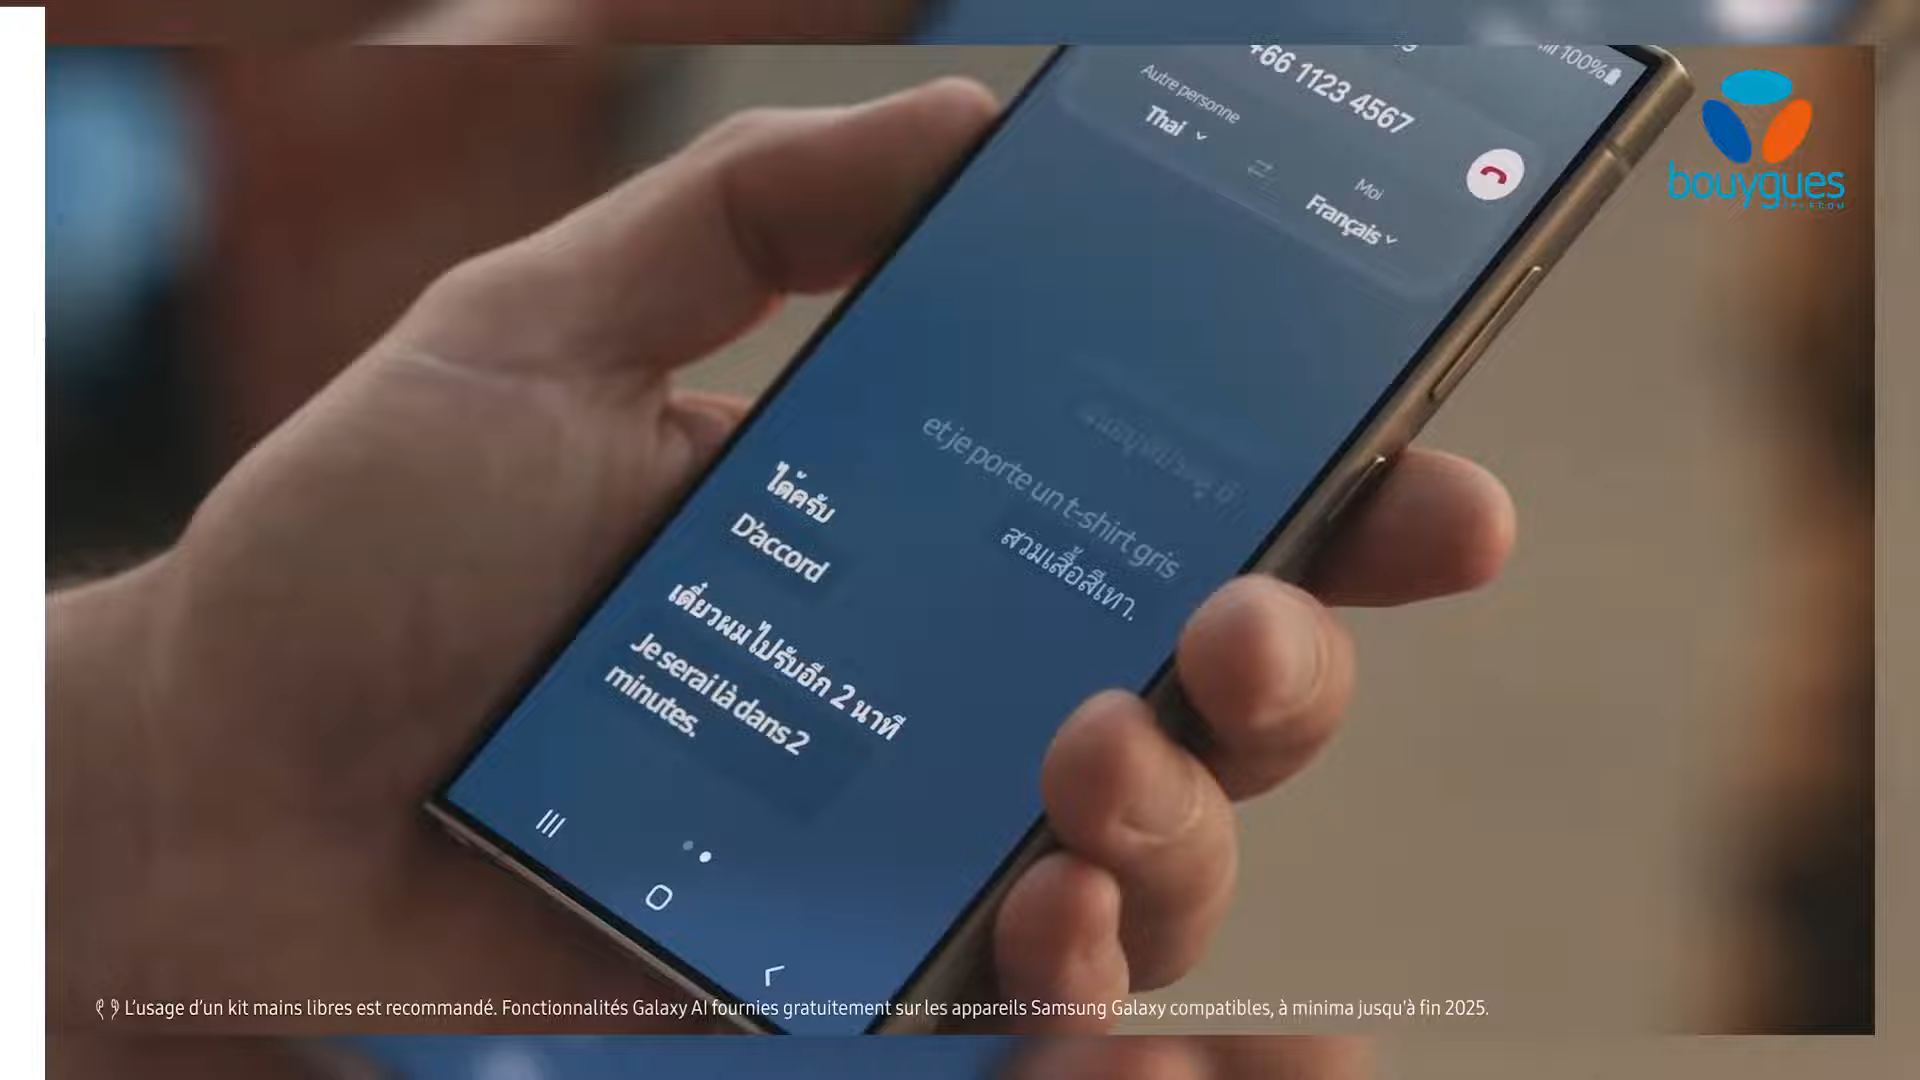 100%
466 1123 4567
Autre personne
Thai
Moi
Français
et je porte un t-shirt gris
สวมเสื้อสีเทา.
ได้ครับ
D'accord
เดี๋ยวผมไปรับอีก 2 นาที
Je serai là dans 2
minutes.
bouygues
TELECOM
L'usage d'un kit mains libres est recommandé. Fonctionnalités Galaxy AI fournies gratuitement sur les appareils Samsung Galaxy compatibles, à minima jusqu'à fin 2025.